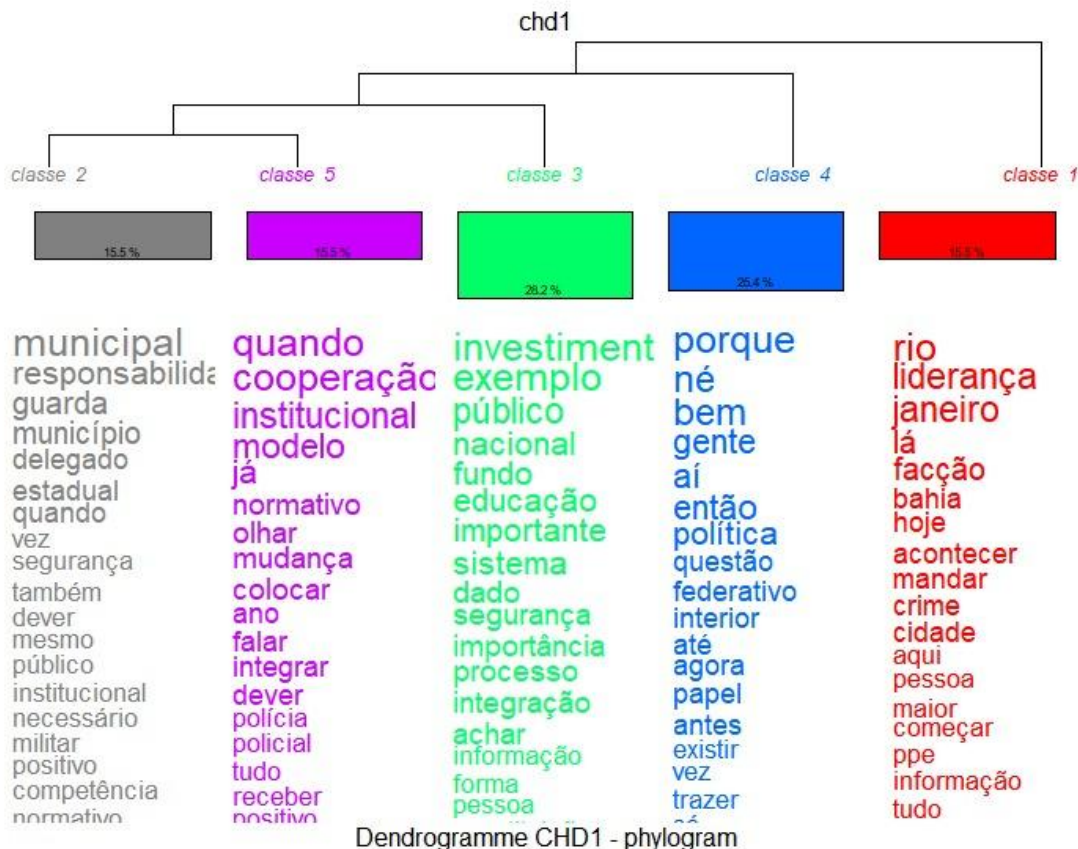 chd1
classe 2
classe 5
classe 3
classe 4
classe 1
15.5 %
15.5 %
28.2 %
25.4 %
15.5 %
municipal
responsabilida
guarda
município
delegado
estadual
quando
vez
segurança
também
dever
mesmo
público
institucional
necessário
militar
positivo
competência
normativo
quando
cooperação
institucional
modelo
já
normativo
olhar
mudança
colocar
ano
falar
integrar
dever
polícia
policial
tudo
receber
positivo
investiment
exemplo
público
nacional
fundo
educação
importante
sistema
dado
segurança
importância
processo
integração
achar
informação
forma
pessoa
porque
né
bem
gente
aí
então
política
questão
federativo
interior
até
agora
papel
antes
existir
vez
trazer
rio
liderança
janeiro
lá
facção
bahia
hoje
acontecer
mandar
crime
cidade
aqui
pessoa
maior
começar
ppe
informação
tudo
Dendrogramme CHD1 - phylogram